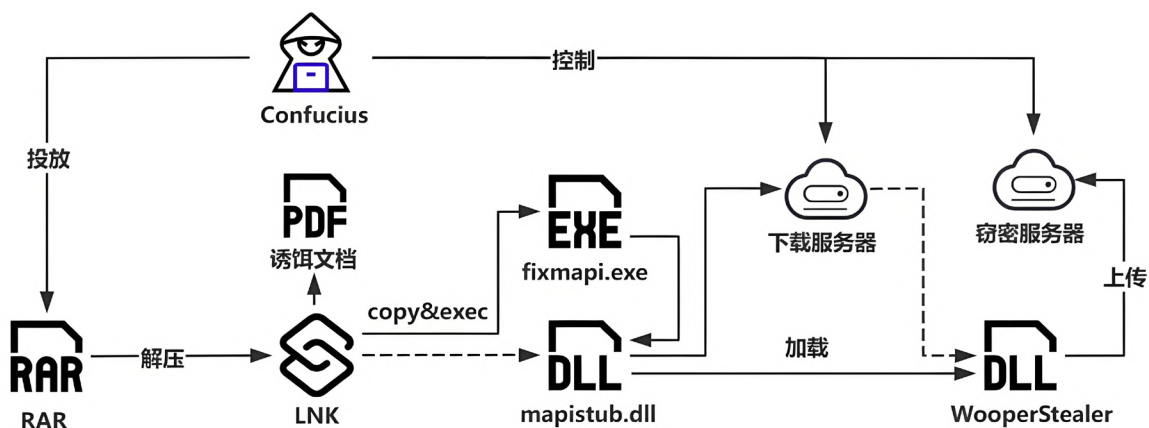 控制
Confucius
投放
PDF
诱饵文档
EXE
fixmapi.exe
下载服务器
窃密服务器
上传
copy&exec
RAR
RAR
解压
LNK
DLL
mapistub.dll
加载
DLL
WooperStealer